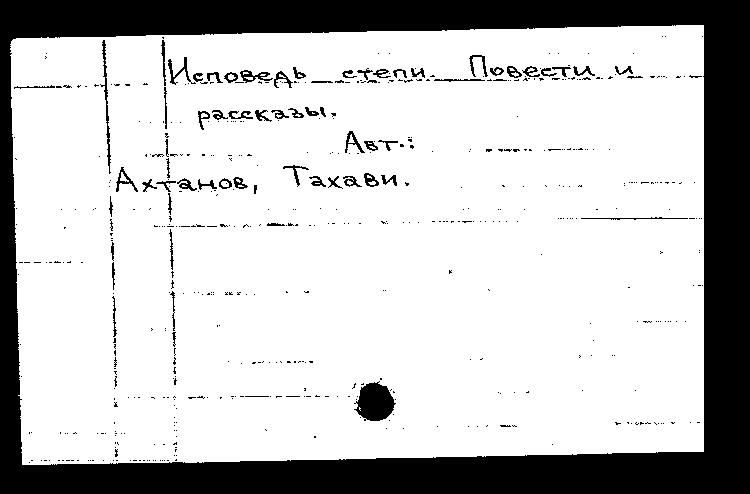 Исповедь степи. Повести и
рассказы.
Авт.:
Ахтанов, Тахави.